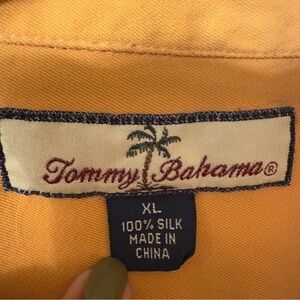 Tommy Bahama®
XL
100% SILK
MADE IN
CHINA